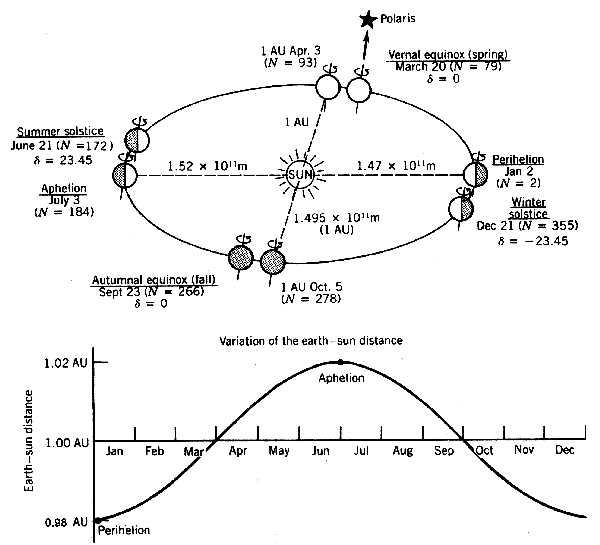 Polaris
1 AU Apr. 3
(N = 93)
Vernal equinox (spring)
March 20 (N = 79)
δ = 0
1 AU
Summer solstice
June 21 (N =172)
δ = 23.45
Aphelion
July 3
(N = 184)
1.52 × 10¹¹m
SUN
1.47 × 10¹¹m
Perihelion
Jan 2
(N = 2)
Winter
solstice
Dec 21 (N = 355)
δ = −23.45
1.495 × 10¹¹m
(1 AU)
Autumnal equinox (fall)
Sept 23 (N = 266)
δ = 0
1 AU Oct. 5
(N = 278)
Variation of the earth–sun distance
Earth–sun distance
1.02 AU
Aphelion
1.00 AU
Jan Feb Mar Apr May Jun Jul Aug Sep Oct Nov Dec
0.98 AU
Perihelion